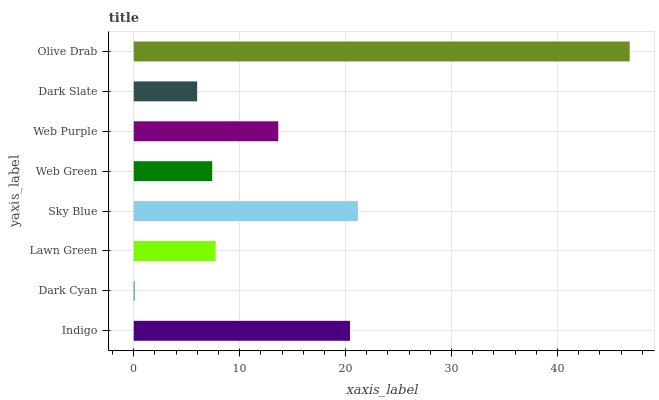 title
yaxis_label
Olive Drab
Dark Slate
Web Purple
Web Green
Sky Blue
Lawn Green
Dark Cyan
Indigo
0 10 20 30 40
xaxis_label